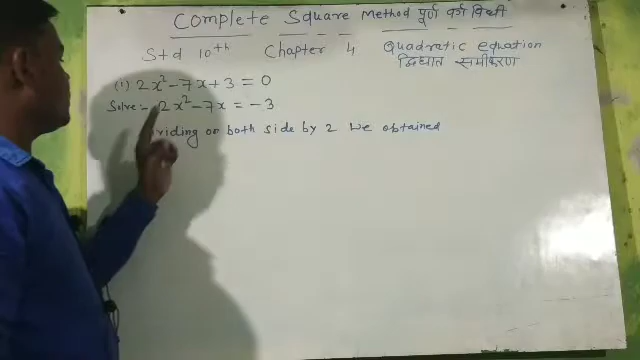 Complete Square Method पूर्ण वर्ग विधी
Std 10th Chapter 4 Quadratic equation
द्विघात समीकरण
(1) 2x² - 7x + 3 = 0
Solve:- 2x² - 7x = -3
viding on both side by 2 we obtained